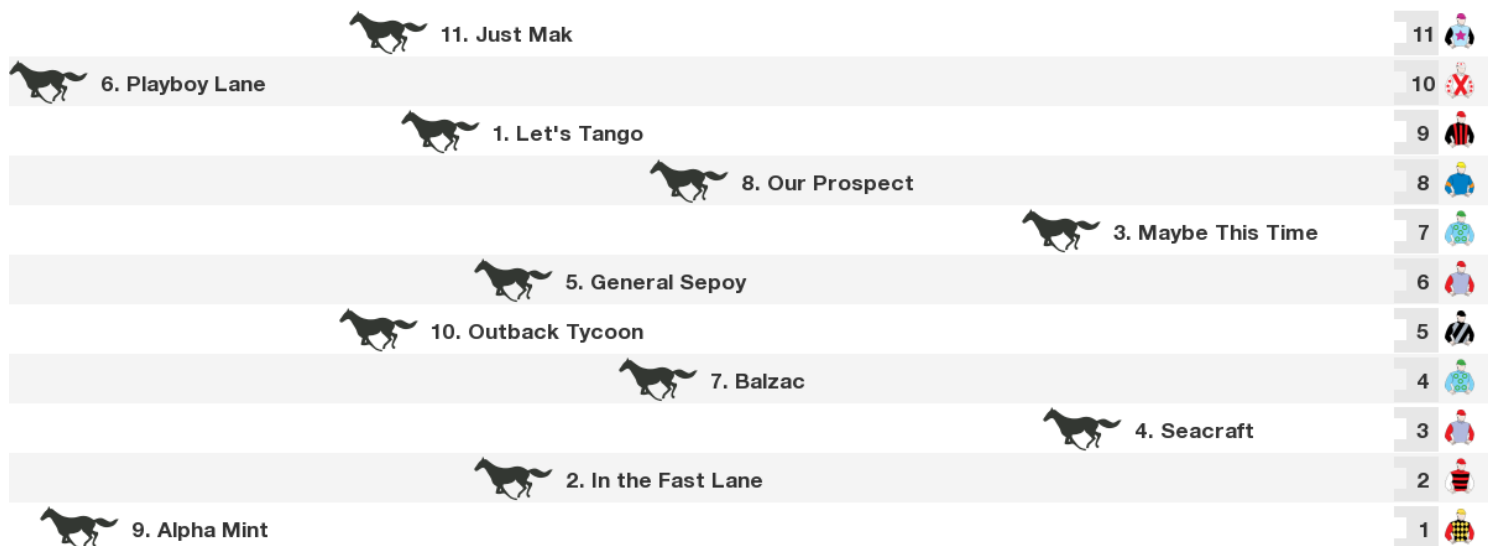 11. Just Mak 11
6. Playboy Lane 10
1. Let's Tango 9
8. Our Prospect 8
3. Maybe This Time 7
5. General Sepoy 6
10. Outback Tycoon 5
7. Balzac 4
4. Seacraft 3
2. In the Fast Lane 2
9. Alpha Mint 1